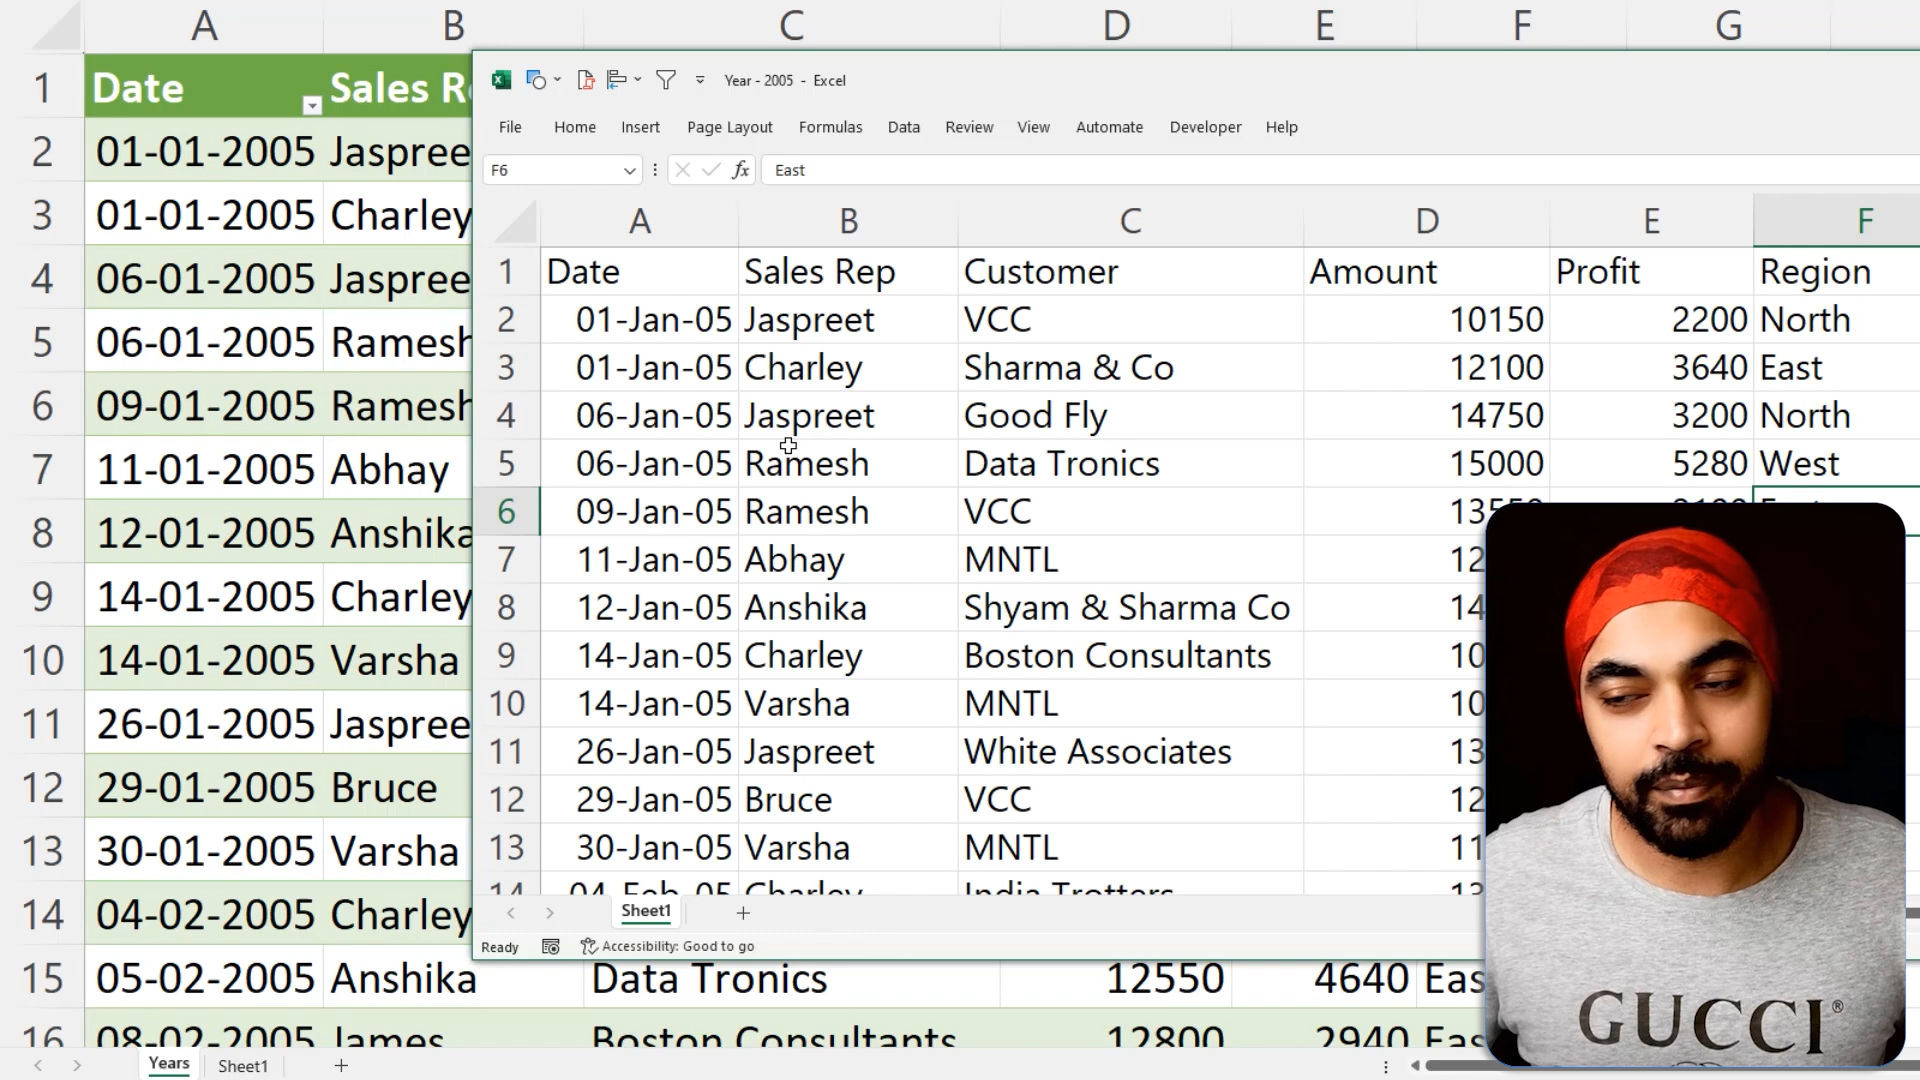 A B C D E F G
1 Date Sales R
2 01-01-2005
3 01-01-2005 Charley
4 06-01-2005
5 06-01-2005 Ramesh
6 09-01-2005 Ramesh
7 11-01-2005 Abhay
8 12-01-2005 Anshika
9 14-01-2005 Charley
10 14-01-2005 Varsha
11 26-01-2005
12 29-01-2005 Bruce
13 30-01-2005 Varsha
14 04-02-2005 Charley
15 05-02-2005 Anshika Data Tronics 12550 4640 Eas
16 08-02-2005 James Boston Consultants 12800 2940 Eas
Years Sheet1 +
Year - 2005 - Excel
File Home Insert Page Layout Formulas Data Review View Automate Developer Help
F6 fx East
A B C D E F
1 Date Sales Rep Customer Amount Profit Region
2 01-Jan-05 Jaspreet VCC 10150 2200 North
3 01-Jan-05 Charley Sharma & Co 12100 3640 East
4 06-Jan-05 Jaspreet Good Fly 14750 3200 North
5 06-Jan-05 Ramesh Data Tronics 15000 5280 West
6 09-Jan-05 Ramesh VCC
7 11-Jan-05 Abhay MNTL 12
8 12-Jan-05 Anshika Shyam & Sharma Co 14
9 14-Jan-05 Charley Boston Consultants 10
10 14-Jan-05 Varsha MNTL 10
11 26-Jan-05 Jaspreet White Associates 13
12 29-Jan-05 Bruce VCC 12
13 30-Jan-05 Varsha MNTL 11
14 04-Feb-05 Charley India Trotters 13
Sheet1 +
Ready Accessibility: Good to go
GUCCI®